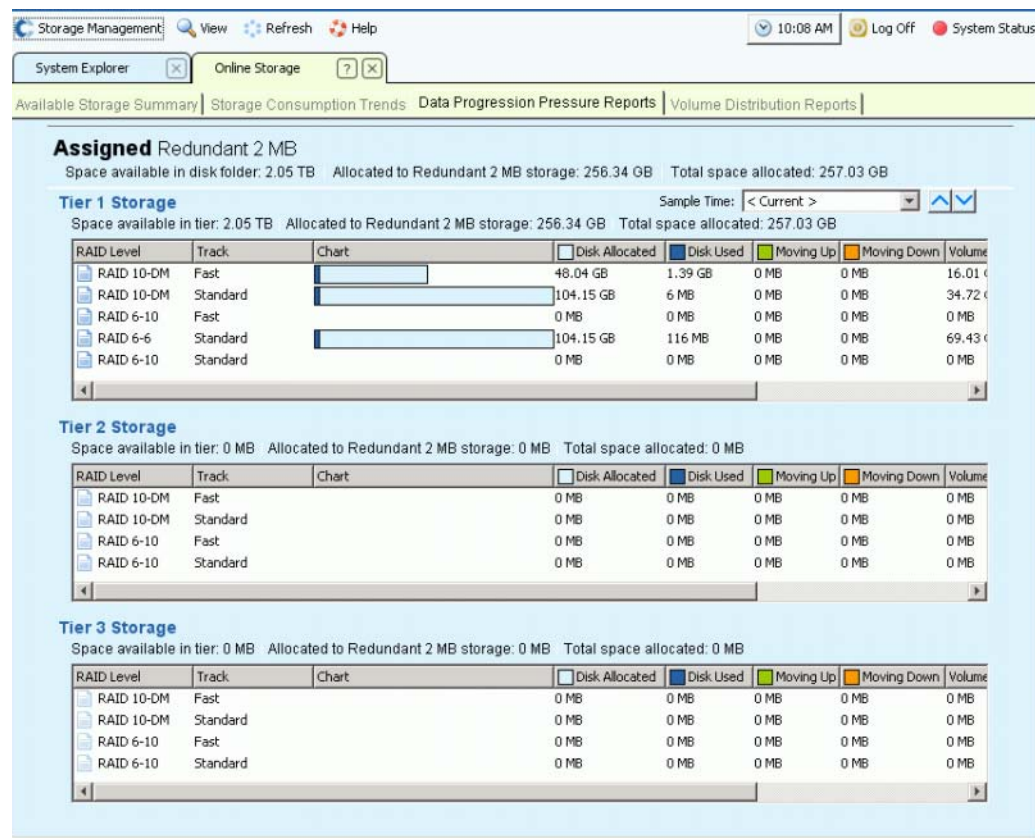 Storage Management View Refresh Help 10:08 AM Log Off System Status
System Explorer Online Storage ?
Available Storage Summary Storage Consumption Trends Data Progression Pressure Reports Volume Distribution Reports
Assigned Redundant 2 MB
Space available in disk folder: 2.05 TB Allocated to Redundant 2 MB storage: 256.34 GB Total space allocated: 257.03 GB
Tier 1 Storage Sample Time: < Current >
Space available in tier: 2.05 TB Allocated to Redundant 2 MB storage: 256.34 GB Total space allocated: 257.03 GB
RAID Level Track Chart Disk Allocated Disk Used Moving Up Moving Down Volume
RAID 10-DM Fast 48.04 GB 1.39 GB 0 MB 0 MB 16.01
RAID 10-DM Standard 104.15 GB 6 MB 0 MB 0 MB 34.72
RAID 6-10 Fast 0 MB 0 MB 0 MB 0 MB 0 MB
RAID 6-6 Standard 104.15 GB 116 MB 0 MB 0 MB 69.43
RAID 6-10 Standard 0 MB 0 MB 0 MB 0 MB 0 MB
Tier 2 Storage
Space available in tier: 0 MB Allocated to Redundant 2 MB storage: 0 MB Total space allocated: 0 MB
RAID Level Track Chart Disk Allocated Disk Used Moving Up Moving Down Volume
RAID 10-DM Fast 0 MB 0 MB 0 MB 0 MB 0 MB
RAID 10-DM Standard 0 MB 0 MB 0 MB 0 MB 0 MB
RAID 6-10 Fast 0 MB 0 MB 0 MB 0 MB 0 MB
RAID 6-10 Standard 0 MB 0 MB 0 MB 0 MB 0 MB
Tier 3 Storage
Space available in tier: 0 MB Allocated to Redundant 2 MB storage: 0 MB Total space allocated: 0 MB
RAID Level Track Chart Disk Allocated Disk Used Moving Up Moving Down Volume
RAID 10-DM Fast 0 MB 0 MB 0 MB 0 MB 0 MB
RAID 10-DM Standard 0 MB 0 MB 0 MB 0 MB 0 MB
RAID 6-10 Fast 0 MB 0 MB 0 MB 0 MB 0 MB
RAID 6-10 Standard 0 MB 0 MB 0 MB 0 MB 0 MB